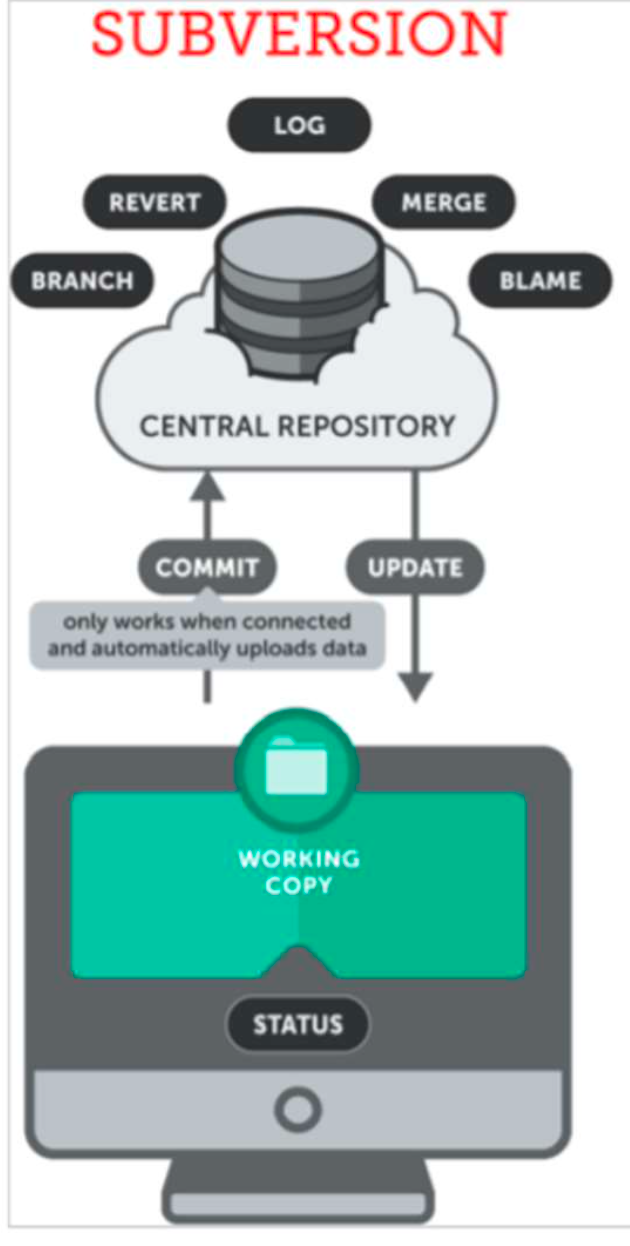 SUBVERSION
LOG
REVERT
MERGE
BRANCH
BLAME
CENTRAL REPOSITORY
COMMIT
UPDATE
only works when connected
and automatically uploads data
WORKING
COPY
STATUS